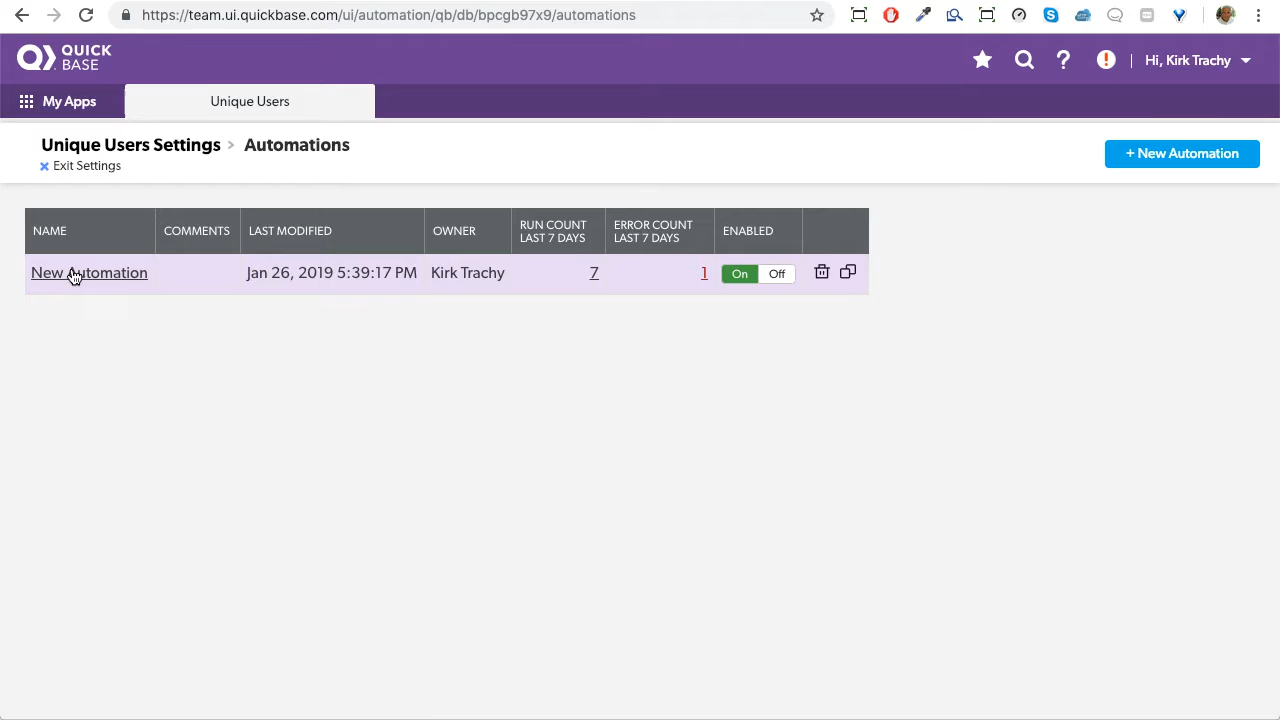 https://team.ui.quickbase.com/ui/automation/qb/db/bpcgb97x9/automations
QUICK
BASE
Hi, Kirk Trachy
My Apps
Unique Users
Unique Users Settings > Automations
Exit Settings
+ New Automation
NAME COMMENTS LAST MODIFIED OWNER RUN COUNT LAST 7 DAYS ERROR COUNT LAST 7 DAYS ENABLED
New Automation Jan 26, 2019 5:39:17 PM Kirk Trachy 7 1 On Off